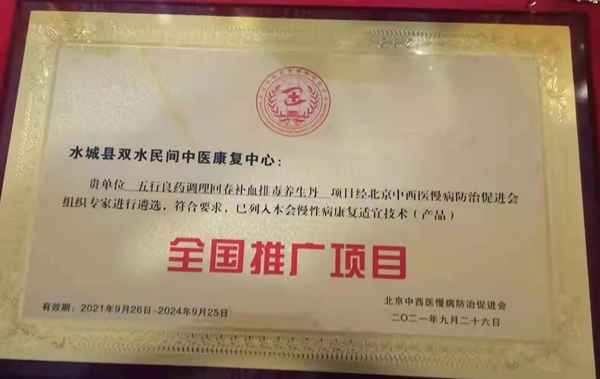 水城县双水民间中医康复中心：
贵单位 五行良药调理回春补血排毒养生丹 项目经北京中西医慢病防治促进会
组织专家进行遴选，符合要求，已列入本会慢性病康复适宜技术（产品）
全国推广项目
有效期：2021年9月26日-2024年9月25日
北京中西医慢病防治促进会
二〇二一年九月二十六日